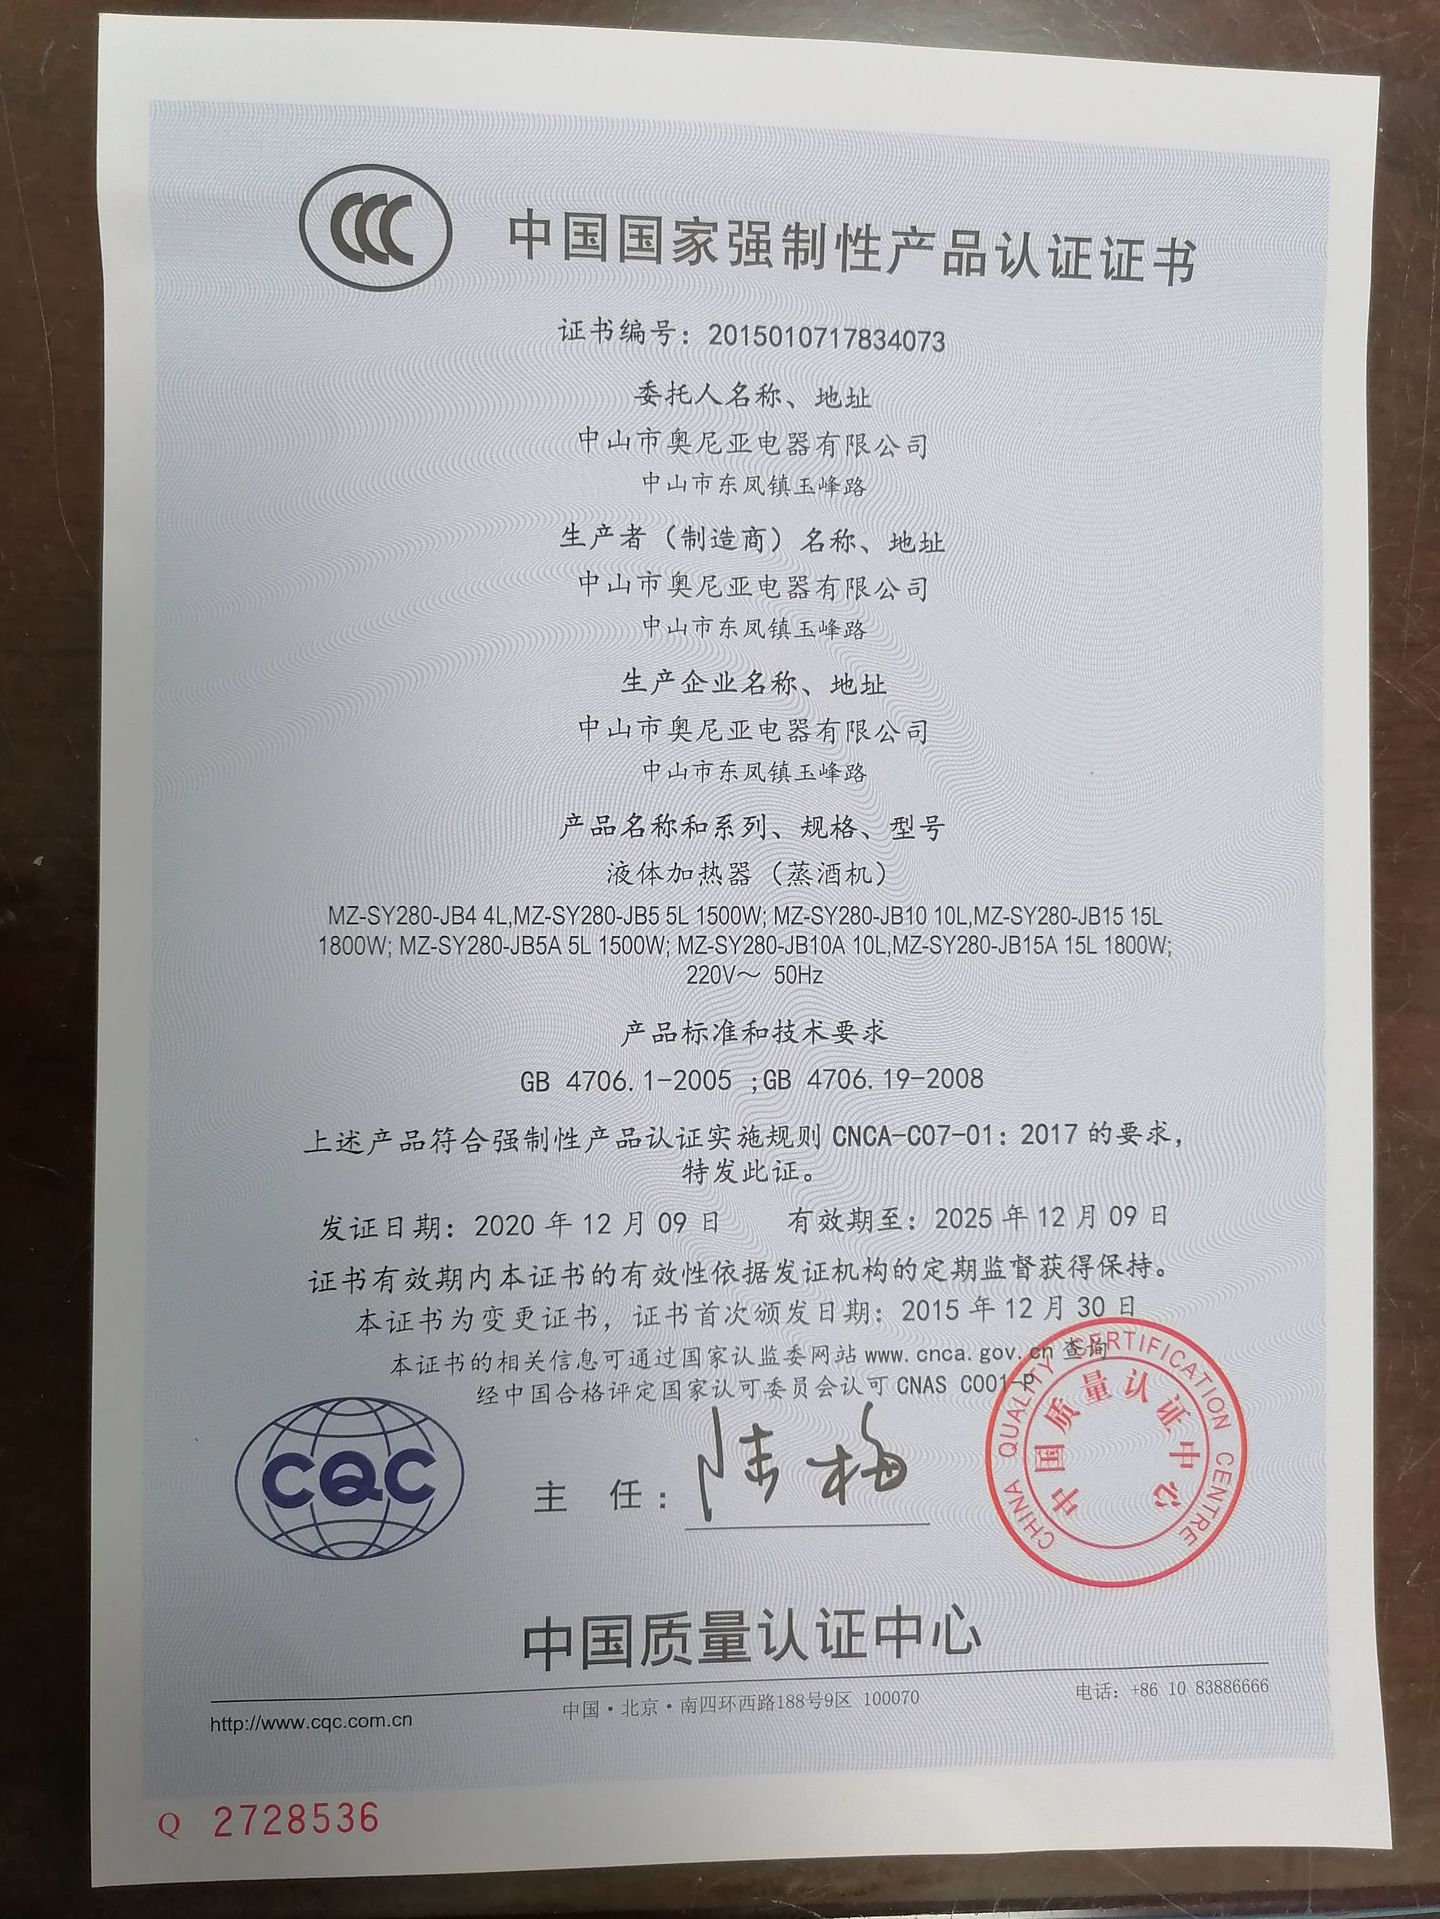 CCC
中国国家强制性产品认证证书
证书编号：2015010717834073
委托人名称、地址
中山市奥尼亚电器有限公司
中山市东凤镇玉峰路
生产者（制造商）名称、地址
中山市奥尼亚电器有限公司
中山市东凤镇玉峰路
生产企业名称、地址
中山市奥尼亚电器有限公司
中山市东凤镇玉峰路
产品名称和系列、规格、型号
液体加热器（蒸酒机）
MZ-SY280-JB4 4L,MZ-SY280-JB5 5L 1500W; MZ-SY280-JB10 10L,MZ-SY280-JB15 15L
1800W; MZ-SY280-JB5A 5L 1500W; MZ-SY280-JB10A 10L,MZ-SY280-JB15A 15L 1800W;
220V～ 50Hz
产品标准和技术要求
GB 4706.1-2005 ;GB 4706.19-2008
上述产品符合强制性产品认证实施规则 CNCA-C07-01：2017 的要求，
特发此证。
发证日期：2020 年 12 月 09 日 有效期至：2025 年 12 月 09 日
证书有效期内本证书的有效性依据发证机构的定期监督获得保持。
本证书为变更证书，证书首次颁发日期：2015 年 12 月 30 日
本证书的相关信息可通过国家认监委网站 www.cnca.gov.cn 查询
经中国合格评定国家认可委员会认可 CNAS C001-P
CQC
主 任：陆梅
CHINA QUALITY CERTIFICATION CENTRE
中国质量认证中心
中国质量认证中心
http://www.cqc.com.cn
中国·北京·南四环西路188号9区 100070
电话：+86 10 83886666
Q 2728536